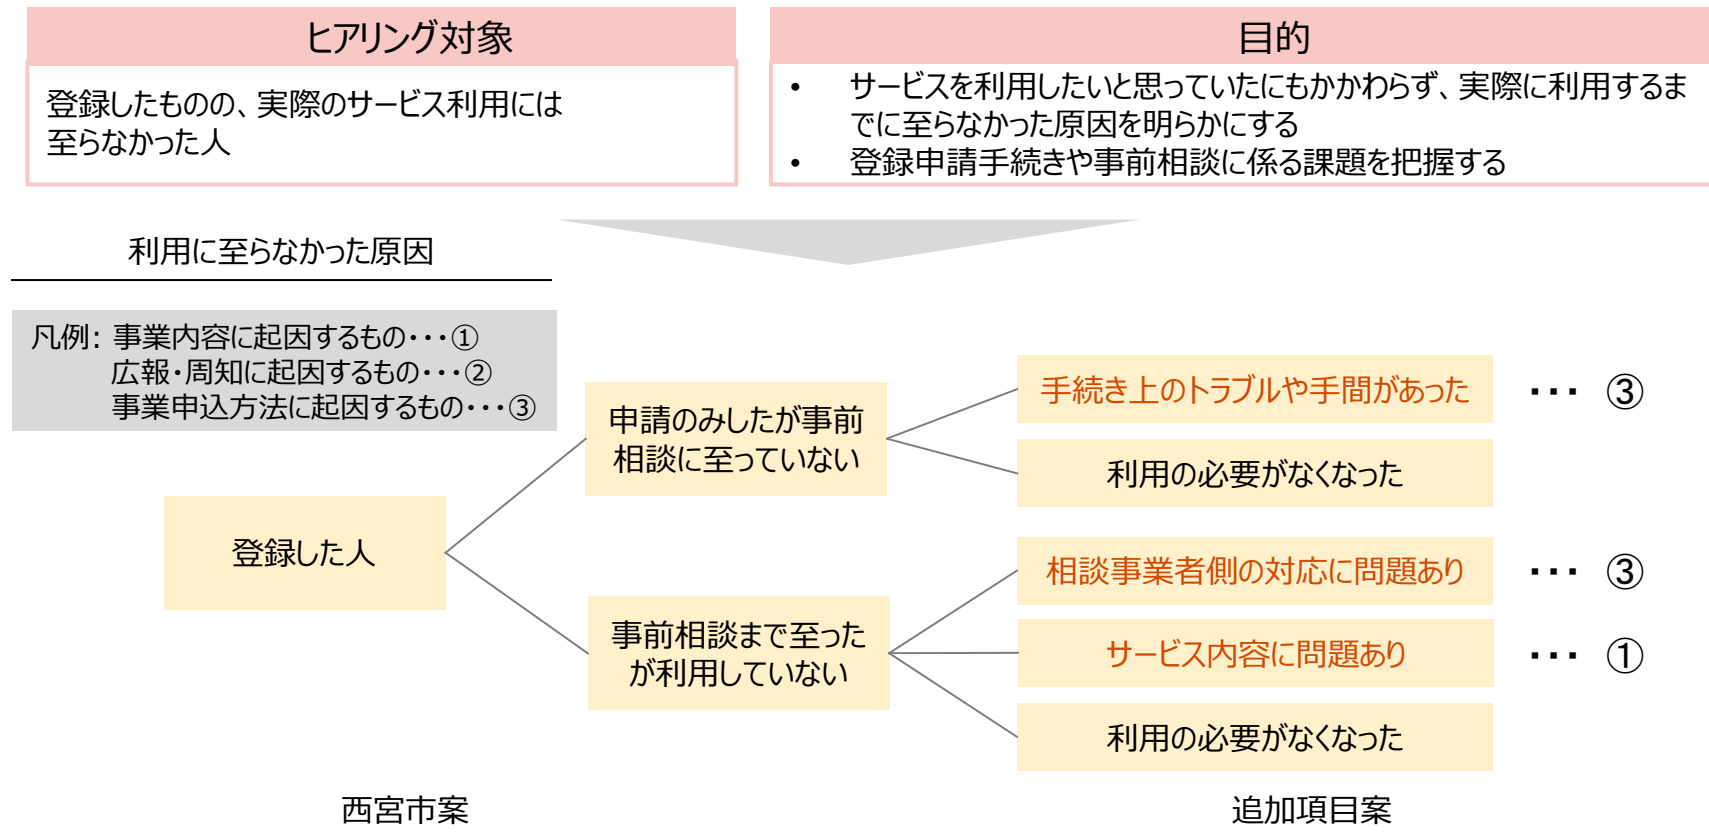 ヒアリング対象
登録したものの、実際のサービス利用には
至らなかった人
目的
• サービスを利用したいと思っていたにもかかわらず、実際に利用するま
でに至らなかった原因を明らかにする
• 登録申請手続きや事前相談に係る課題を把握する
利用に至らなかった原因
凡例: 事業内容に起因するもの・・・①
広報・周知に起因するもの・・・②
事業申込方法に起因するもの・・・③
登録した人
申請のみしたが事前
相談に至っていない
手続き上のトラブルや手間があった ・・・ ③
利用の必要がなくなった
事前相談まで至った
が利用していない
相談事業者側の対応に問題あり ・・・ ③
サービス内容に問題あり ・・・ ①
利用の必要がなくなった
西宮市案
追加項目案